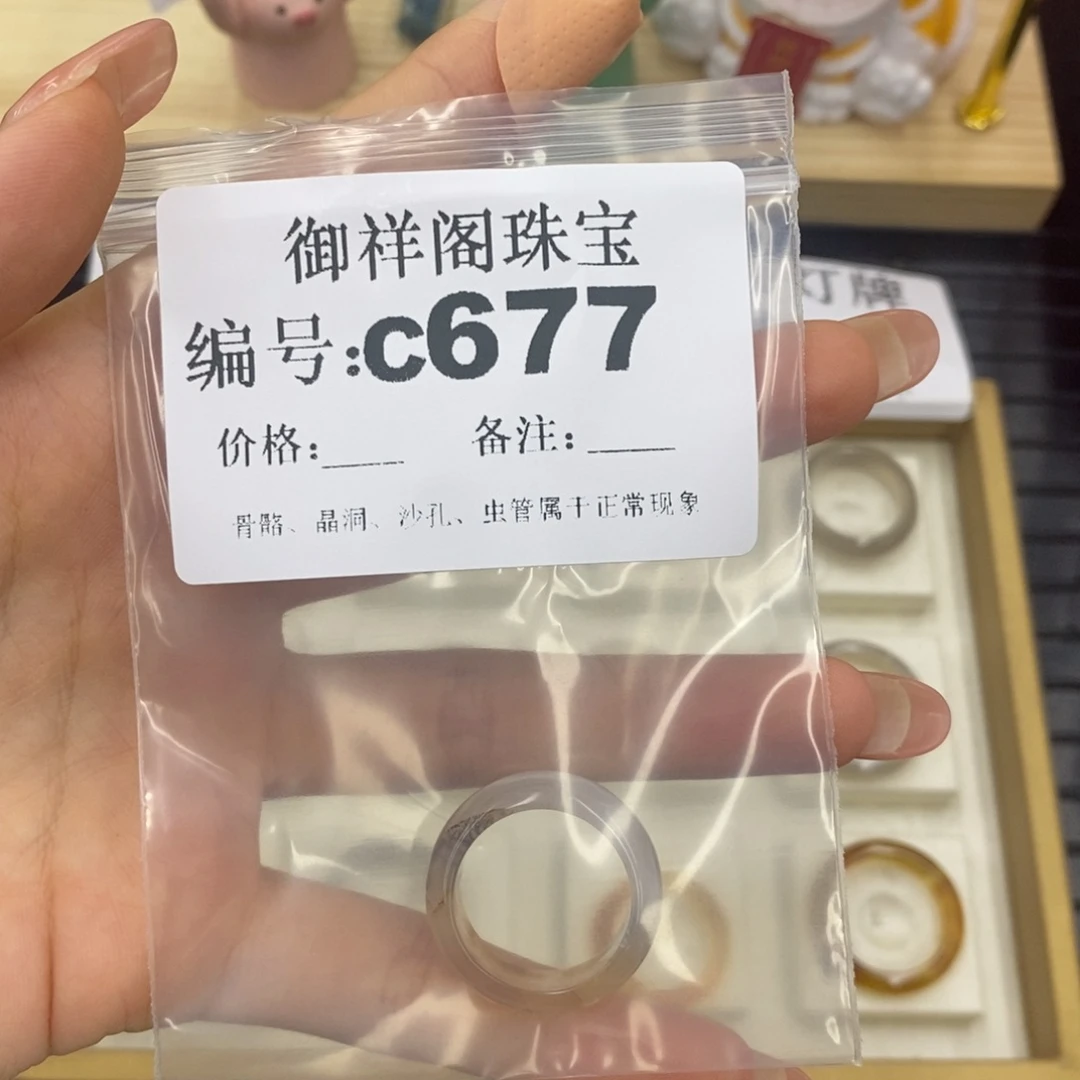 御祥阁珠宝
编号:c677
价格:____ 备注:____
骨骼、晶洞、沙孔、虫管属于正常现象
灯牌